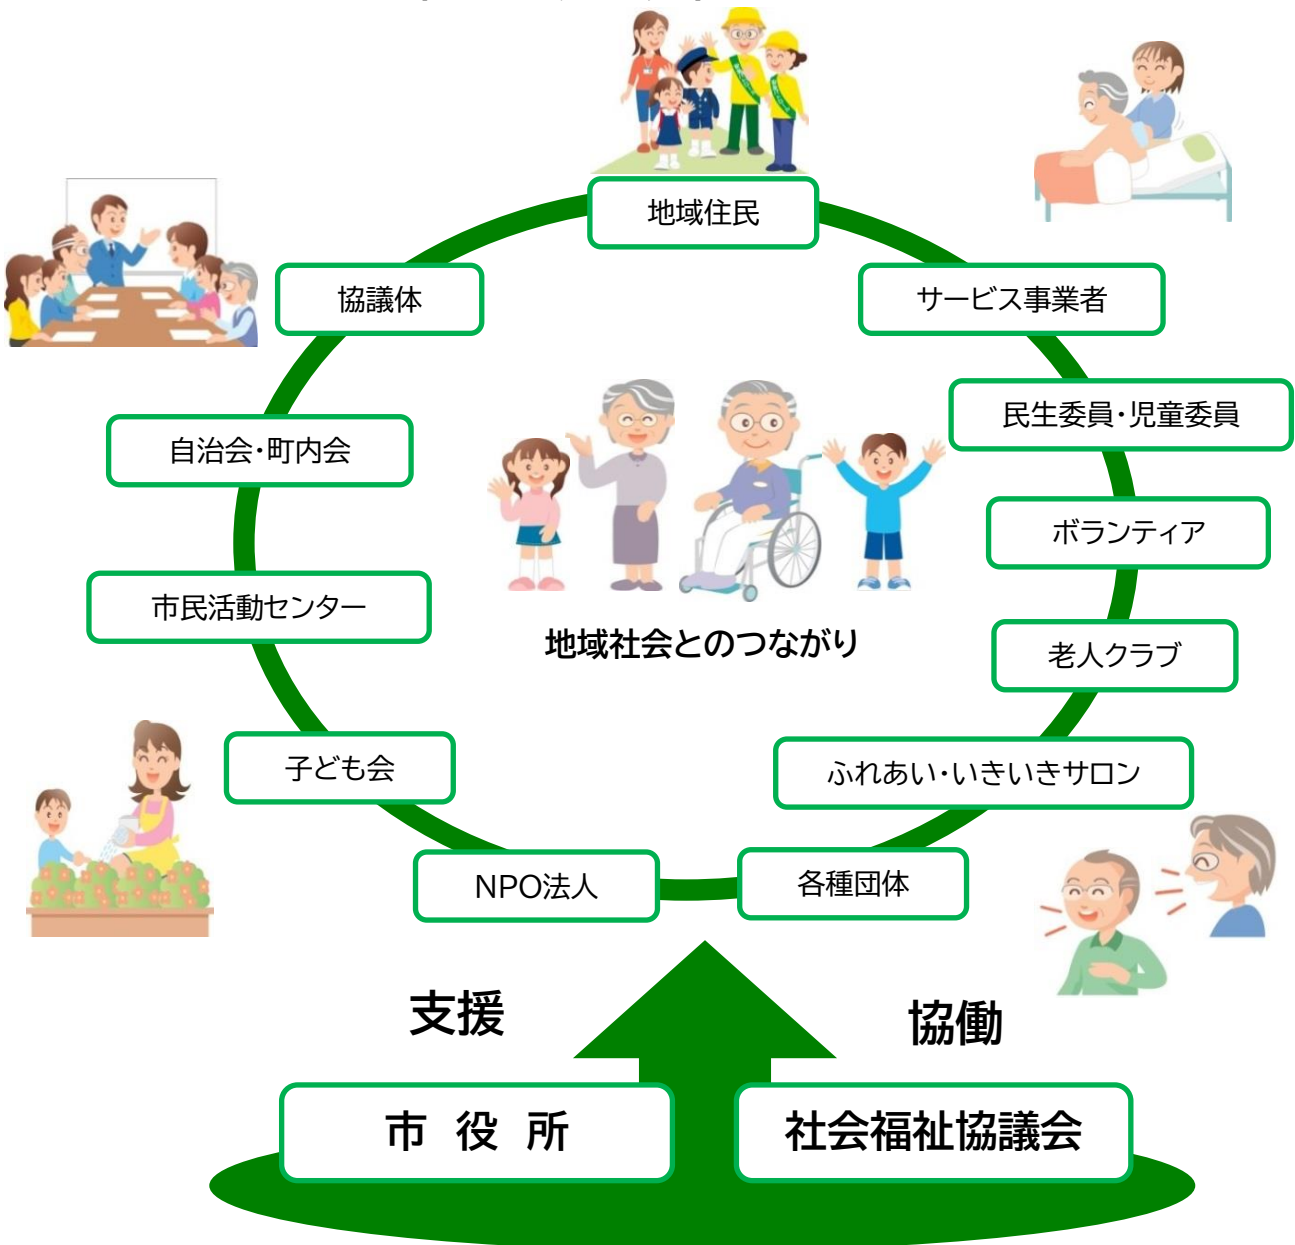 地域住民
協議体
サービス事業者
自治会・町内会
民生委員・児童委員
ボランティア
市民活動センター
地域社会とのつながり
老人クラブ
子ども会
ふれあい・いきいきサロン
NPO法人
各種団体
支援
協働
市 役 所
社会福祉協議会